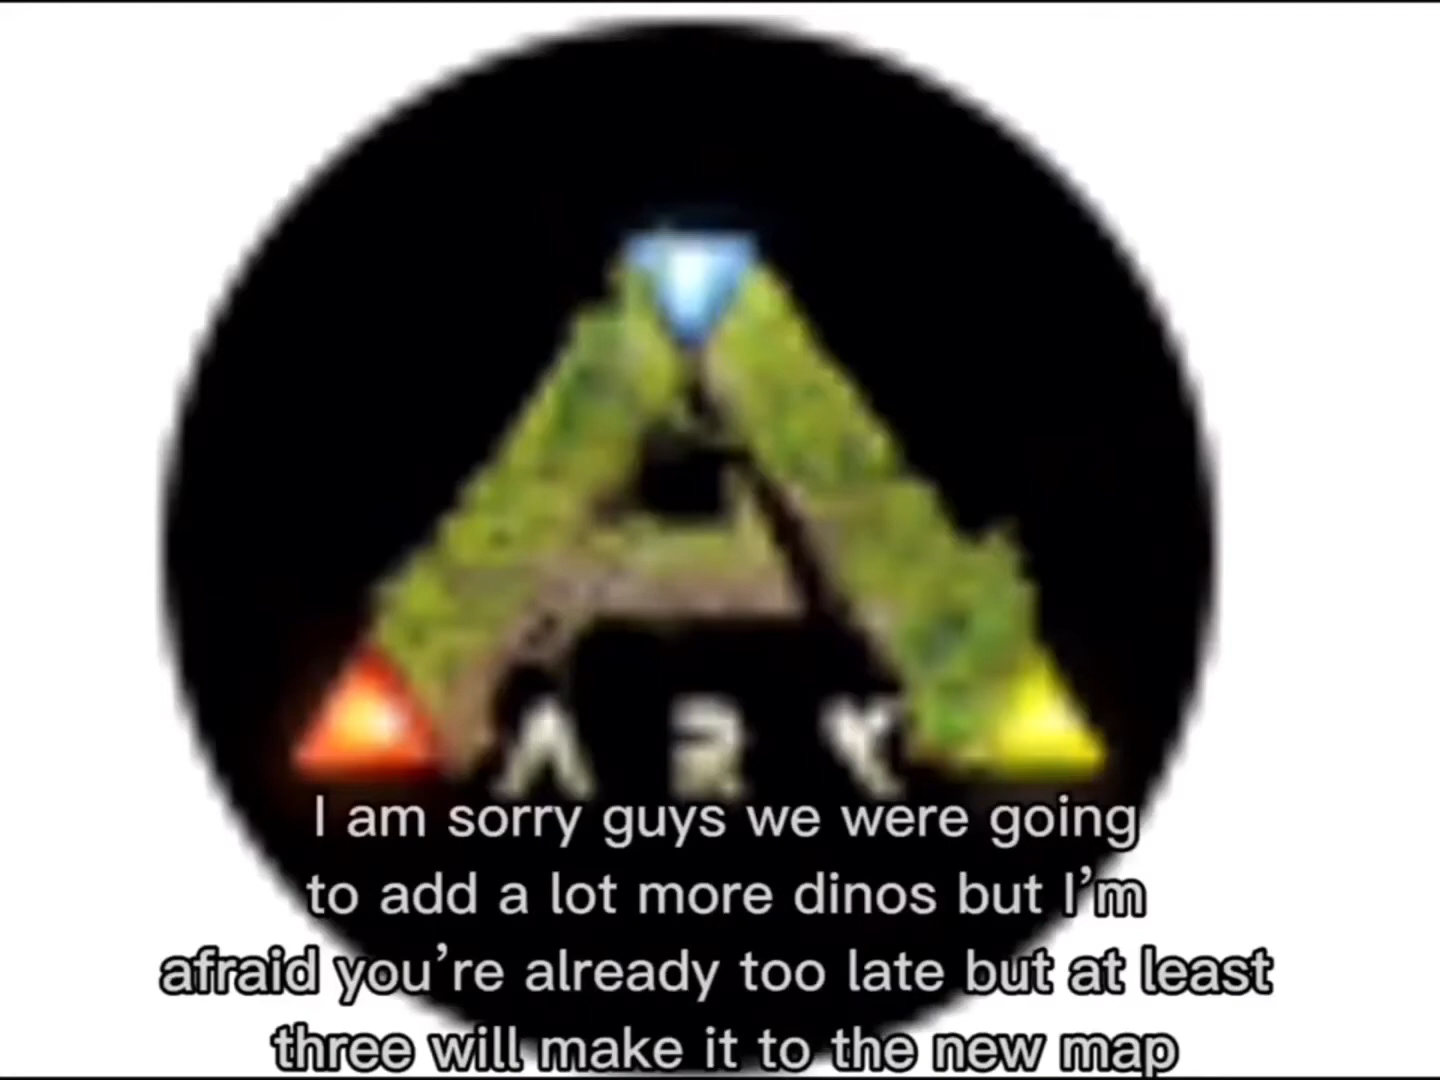 ARK
I am sorry guys we were going
to add a lot more dinos but I’m
afraid you’re already too late but at least
three will make it to the new map